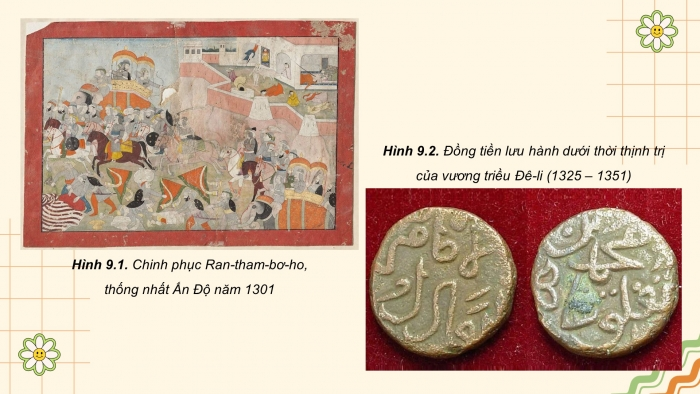 Hình 9.1. Chinh phục Ran-tham-bơ-ho,
thống nhất Ấn Độ năm 1301
Hình 9.2. Đồng tiền lưu hành dưới thời thịnh trị
của vương triều Đê-li (1325 – 1351)